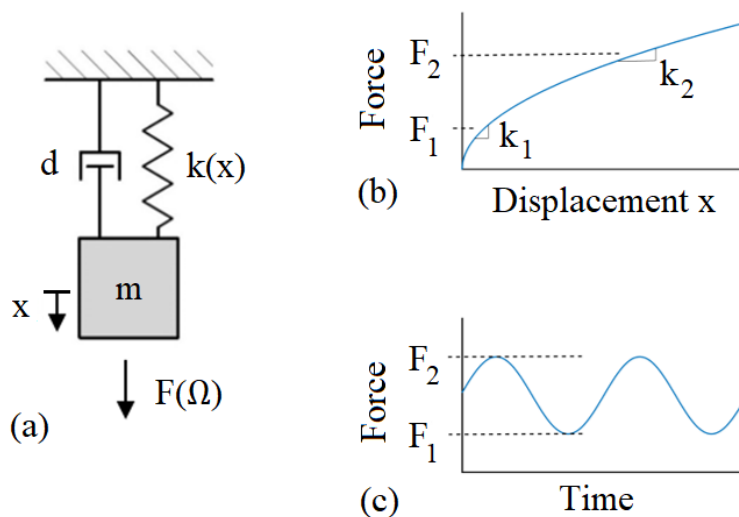 d
k(x)
m
x
F(Ω)
(a)
Force
F₂
F₁
k₁
k₂
(b)
Displacement x
Force
F₂
F₁
(c)
Time